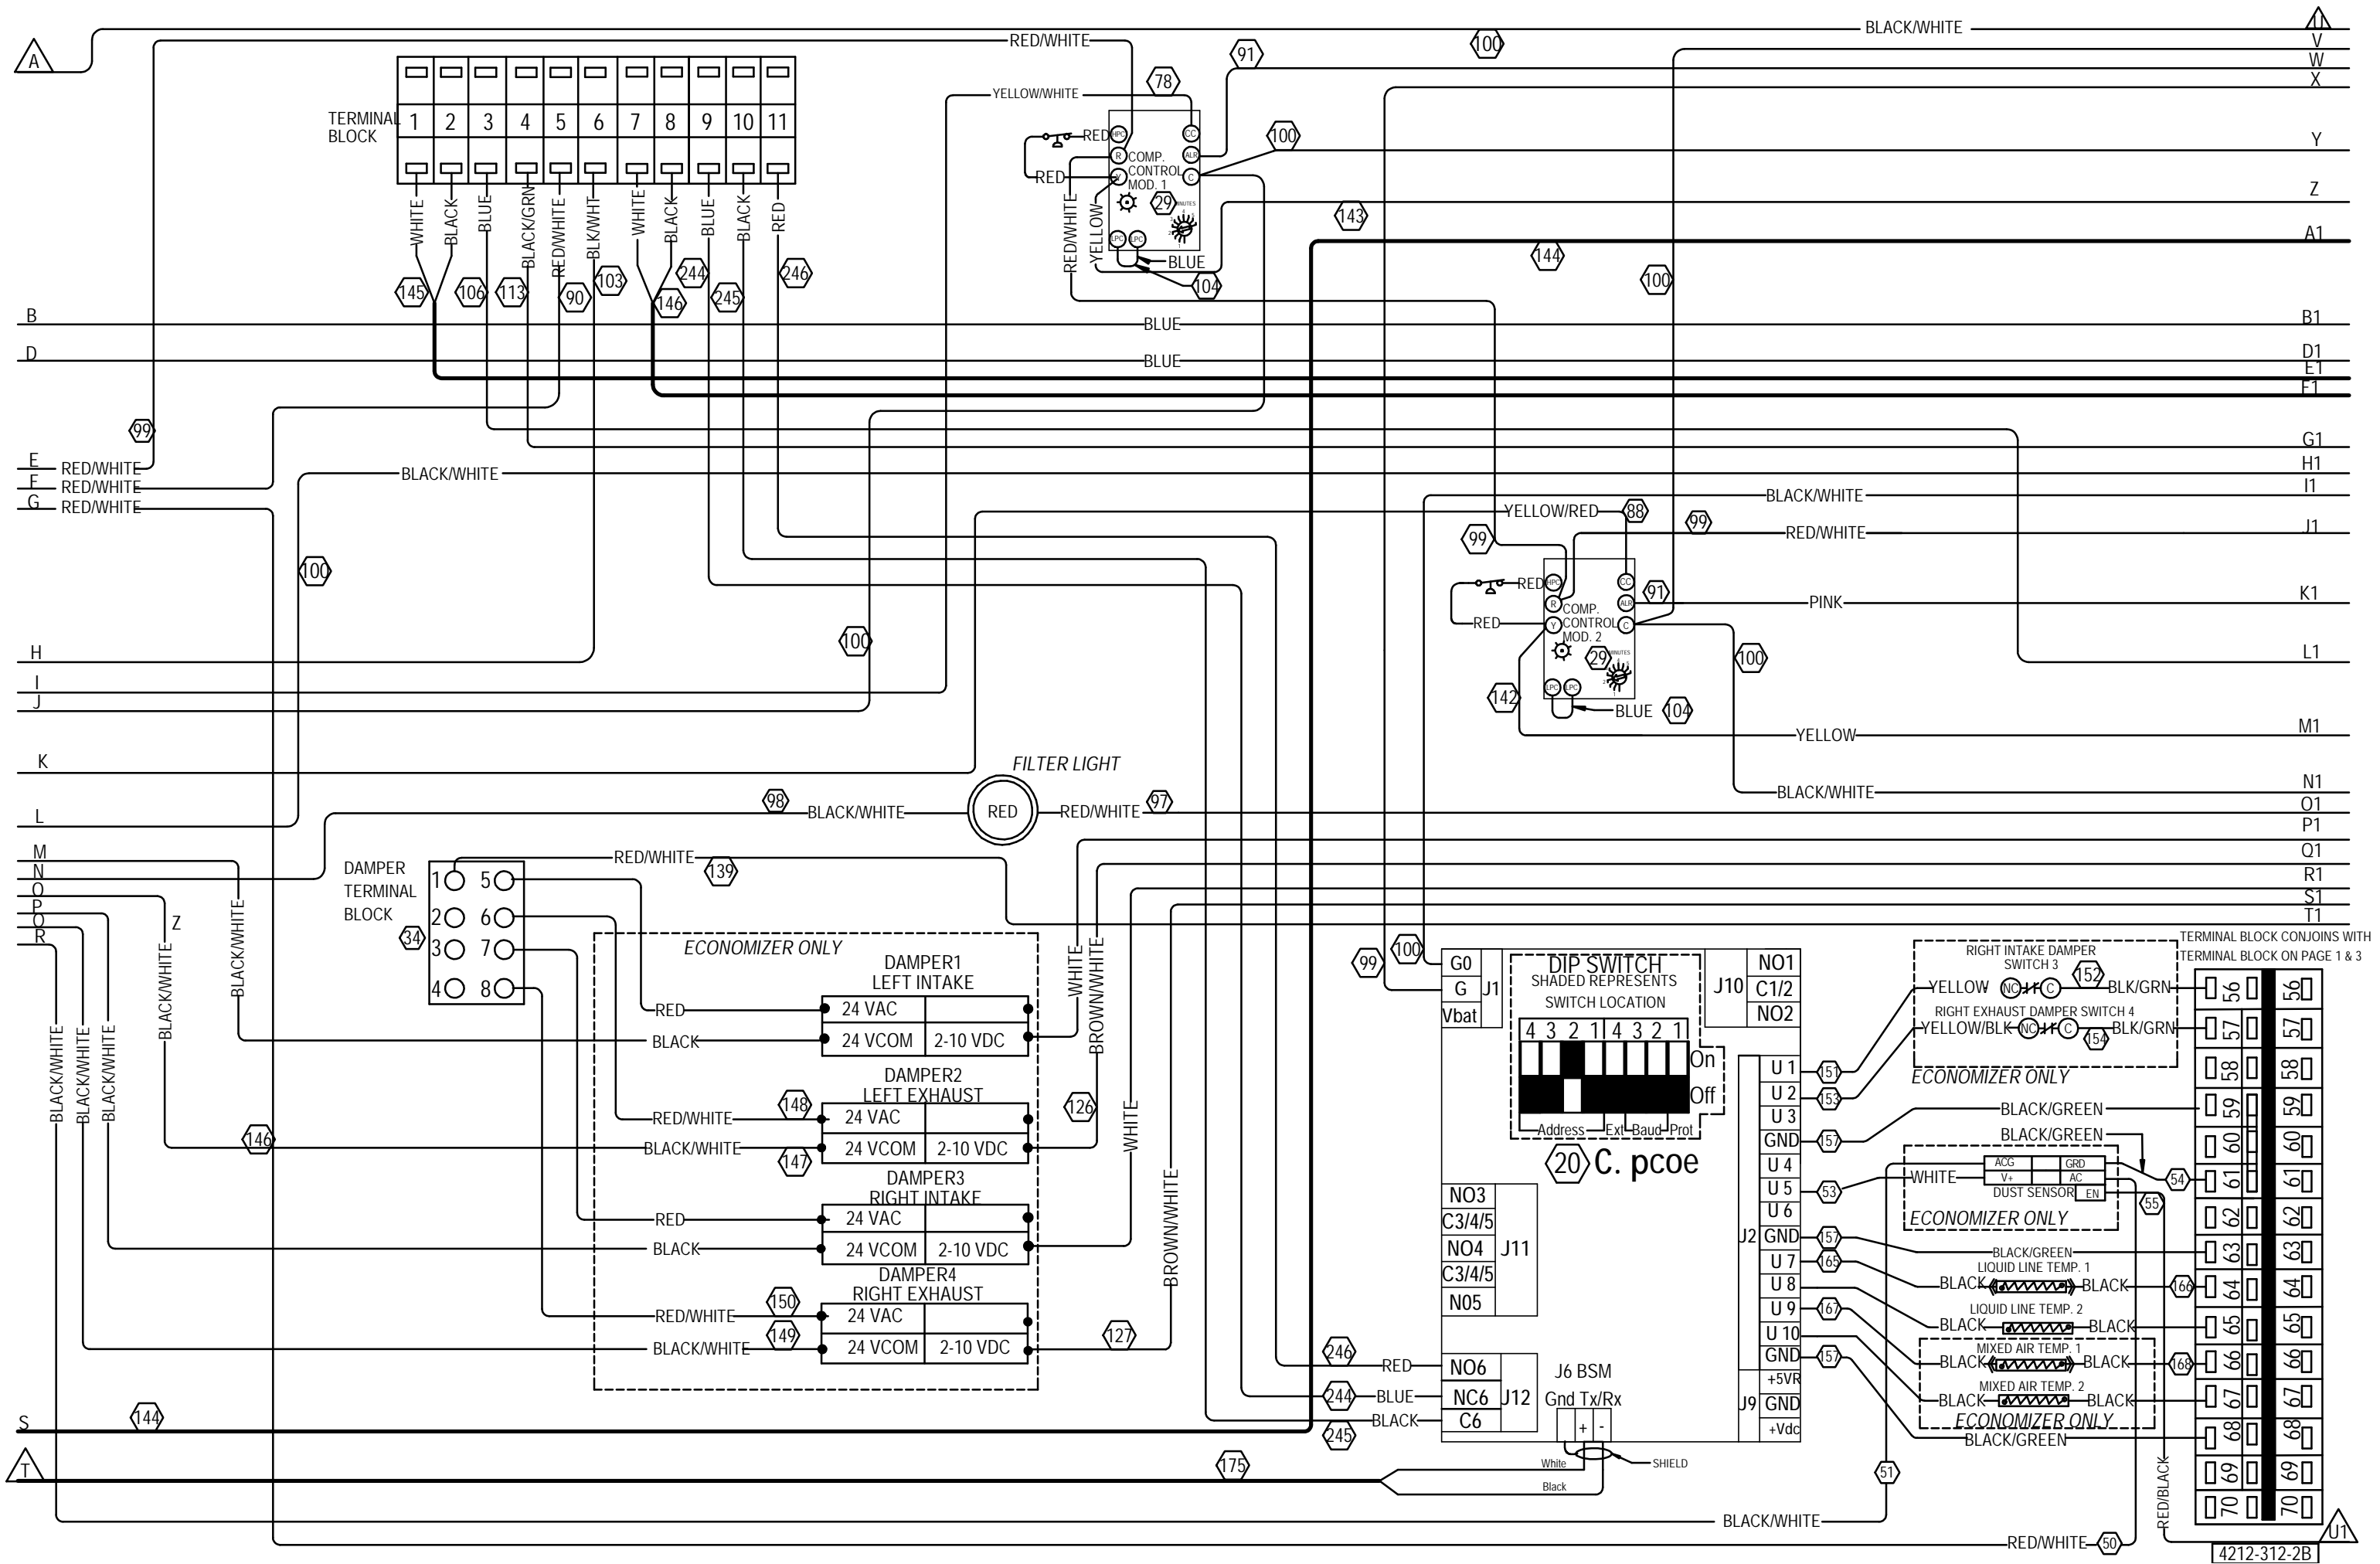 BLACK/WHITE
U
V
W
X
Y
Z
A1
B1
D1
E1
F1
G1
H1
I1
J1
K1
L1
M1
N1
O1
P1
Q1
R1
S1
T1
A
RED/WHITE
100
91
78
YELLOW/WHITE
TERMINAL
BLOCK
1 2 3 4 5 6 7 8 9 10 11
WHITE
BLACK
BLUE
BLACK/GRN
RED/WHITE
BLK/WHT
WHITE
BLACK
BLUE
BLACK
RED
145
106
113
90
103
146
244
245
246
RED
RED
HPC
R
Y
CC
ALR
C
COMP.
CONTROL
MOD. 1
29
MINUTES
LPC LPC
BLUE
104
RED/WHITE
YELLOW
100
143
144
100
B
BLUE
D
BLUE
99
E RED/WHITE
F RED/WHITE
G RED/WHITE
BLACK/WHITE
BLACK/WHITE
YELLOW/RED
88
99
RED/WHITE
99
100
RED
RED
HPC
R
Y
CC
ALR
C
COMP.
CONTROL
MOD. 2
29
MINUTES
LPC LPC
91
PINK
142
BLUE
104
100
YELLOW
BLACK/WHITE
H
I
J
100
K
L
FILTER LIGHT
98
BLACK/WHITE
RED
RED/WHITE
97
M
N
O
P
Q
R
Z
DAMPER
TERMINAL
BLOCK
34
1 5
2 6
3 7
4 8
RED/WHITE
139
BLACK/WHITE
BLACK/WHITE
BLACK/WHITE
BLACK/WHITE
BLACK/WHITE
146
ECONOMIZER ONLY
DAMPER1
LEFT INTAKE
RED
24 VAC
BLACK
24 VCOM 2-10 VDC
DAMPER2
LEFT EXHAUST
RED/WHITE
148
24 VAC
BLACK/WHITE
147
24 VCOM 2-10 VDC
DAMPER3
RIGHT INTAKE
RED
24 VAC
BLACK
24 VCOM 2-10 VDC
DAMPER4
RIGHT EXHAUST
RED/WHITE
150
24 VAC
BLACK/WHITE
149
24 VCOM 2-10 VDC
WHITE
BROWN/WHITE
126
WHITE
BROWN/WHITE
127
99
100
G0
G
Vbat
J1
DIP SWITCH
SHADED REPRESENTS
SWITCH LOCATION
4 3 2 1 4 3 2 1
On
Off
Address Ext Baud Prot
20
C. pcoe
J10
NO1
C1/2
NO2
U 1
U 2
U 3
GND
U 4
U 5
U 6
GND
U 7
U 8
U 9
U 10
GND
J2
+5VR
GND
+Vdc
J9
NO3
C3/4/5
NO4
C3/4/5
N05
J11
NO6
NC6
C6
J12
246
RED
244
BLUE
BLACK
245
J6 BSM
Gnd Tx/Rx
+ -
White
Black
SHIELD
151
153
157
53
157
165
167
157
RIGHT INTAKE DAMPER
SWITCH 3
YELLOW
NC C
152
BLK/GRN
RIGHT EXHAUST DAMPER SWITCH 4
YELLOW/BLK
NC C
154
BLK/GRN
ECONOMIZER ONLY
BLACK/GREEN
BLACK/GREEN
WHITE
ACG GRD
V+ AC
DUST SENSOR EN
ECONOMIZER ONLY
54
55
BLACK/GREEN
LIQUID LINE TEMP. 1
BLACK BLACK
166
LIQUID LINE TEMP. 2
BLACK BLACK
MIXED AIR TEMP. 1
BLACK BLACK
168
MIXED AIR TEMP. 2
BLACK BLACK
ECONOMIZER ONLY
BLACK/GREEN
TERMINAL BLOCK CONJOINS WITH
TERMINAL BLOCK ON PAGE 1 & 3
56 56
57 57
58 58
59 59
60 60
61 61
62 62
63 63
64 64
65 65
66 66
67 67
68 68
69 69
70 70
S
144
T
175
51
RED/BLACK
BLACK/WHITE
RED/WHITE
50
U1
4212-312-2B